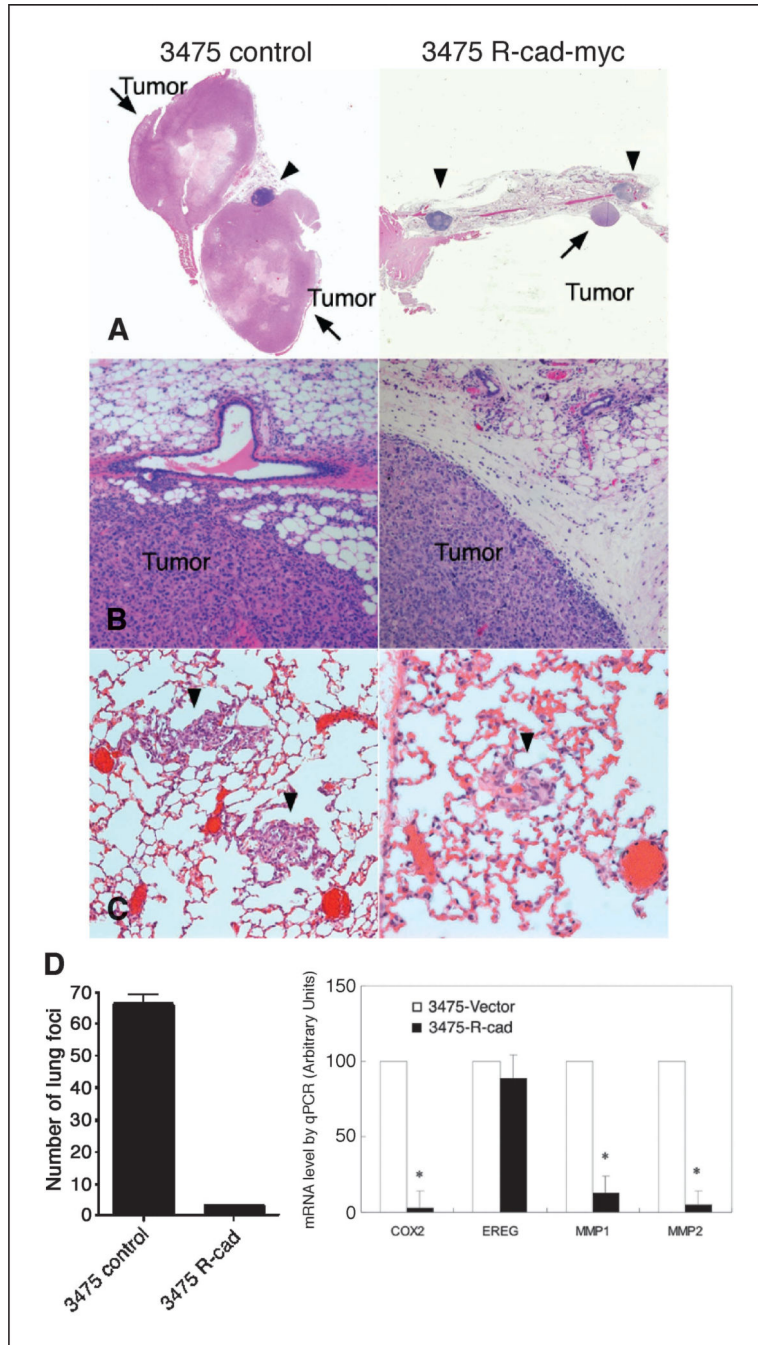 3475 control
3475 R-cad-myc
Tumor
Tumor
Tumor
A
Tumor
Tumor
B
C
D
Number of lung foci
70
60
50
40
30
20
10
0
3475 control
3475 R-cad
mRNA level by qPCR (Arbitrary Units)
150
100
50
0
3475-Vector
3475-R-cad
*
*
*
COX2
EREG
MMP1
MMP2